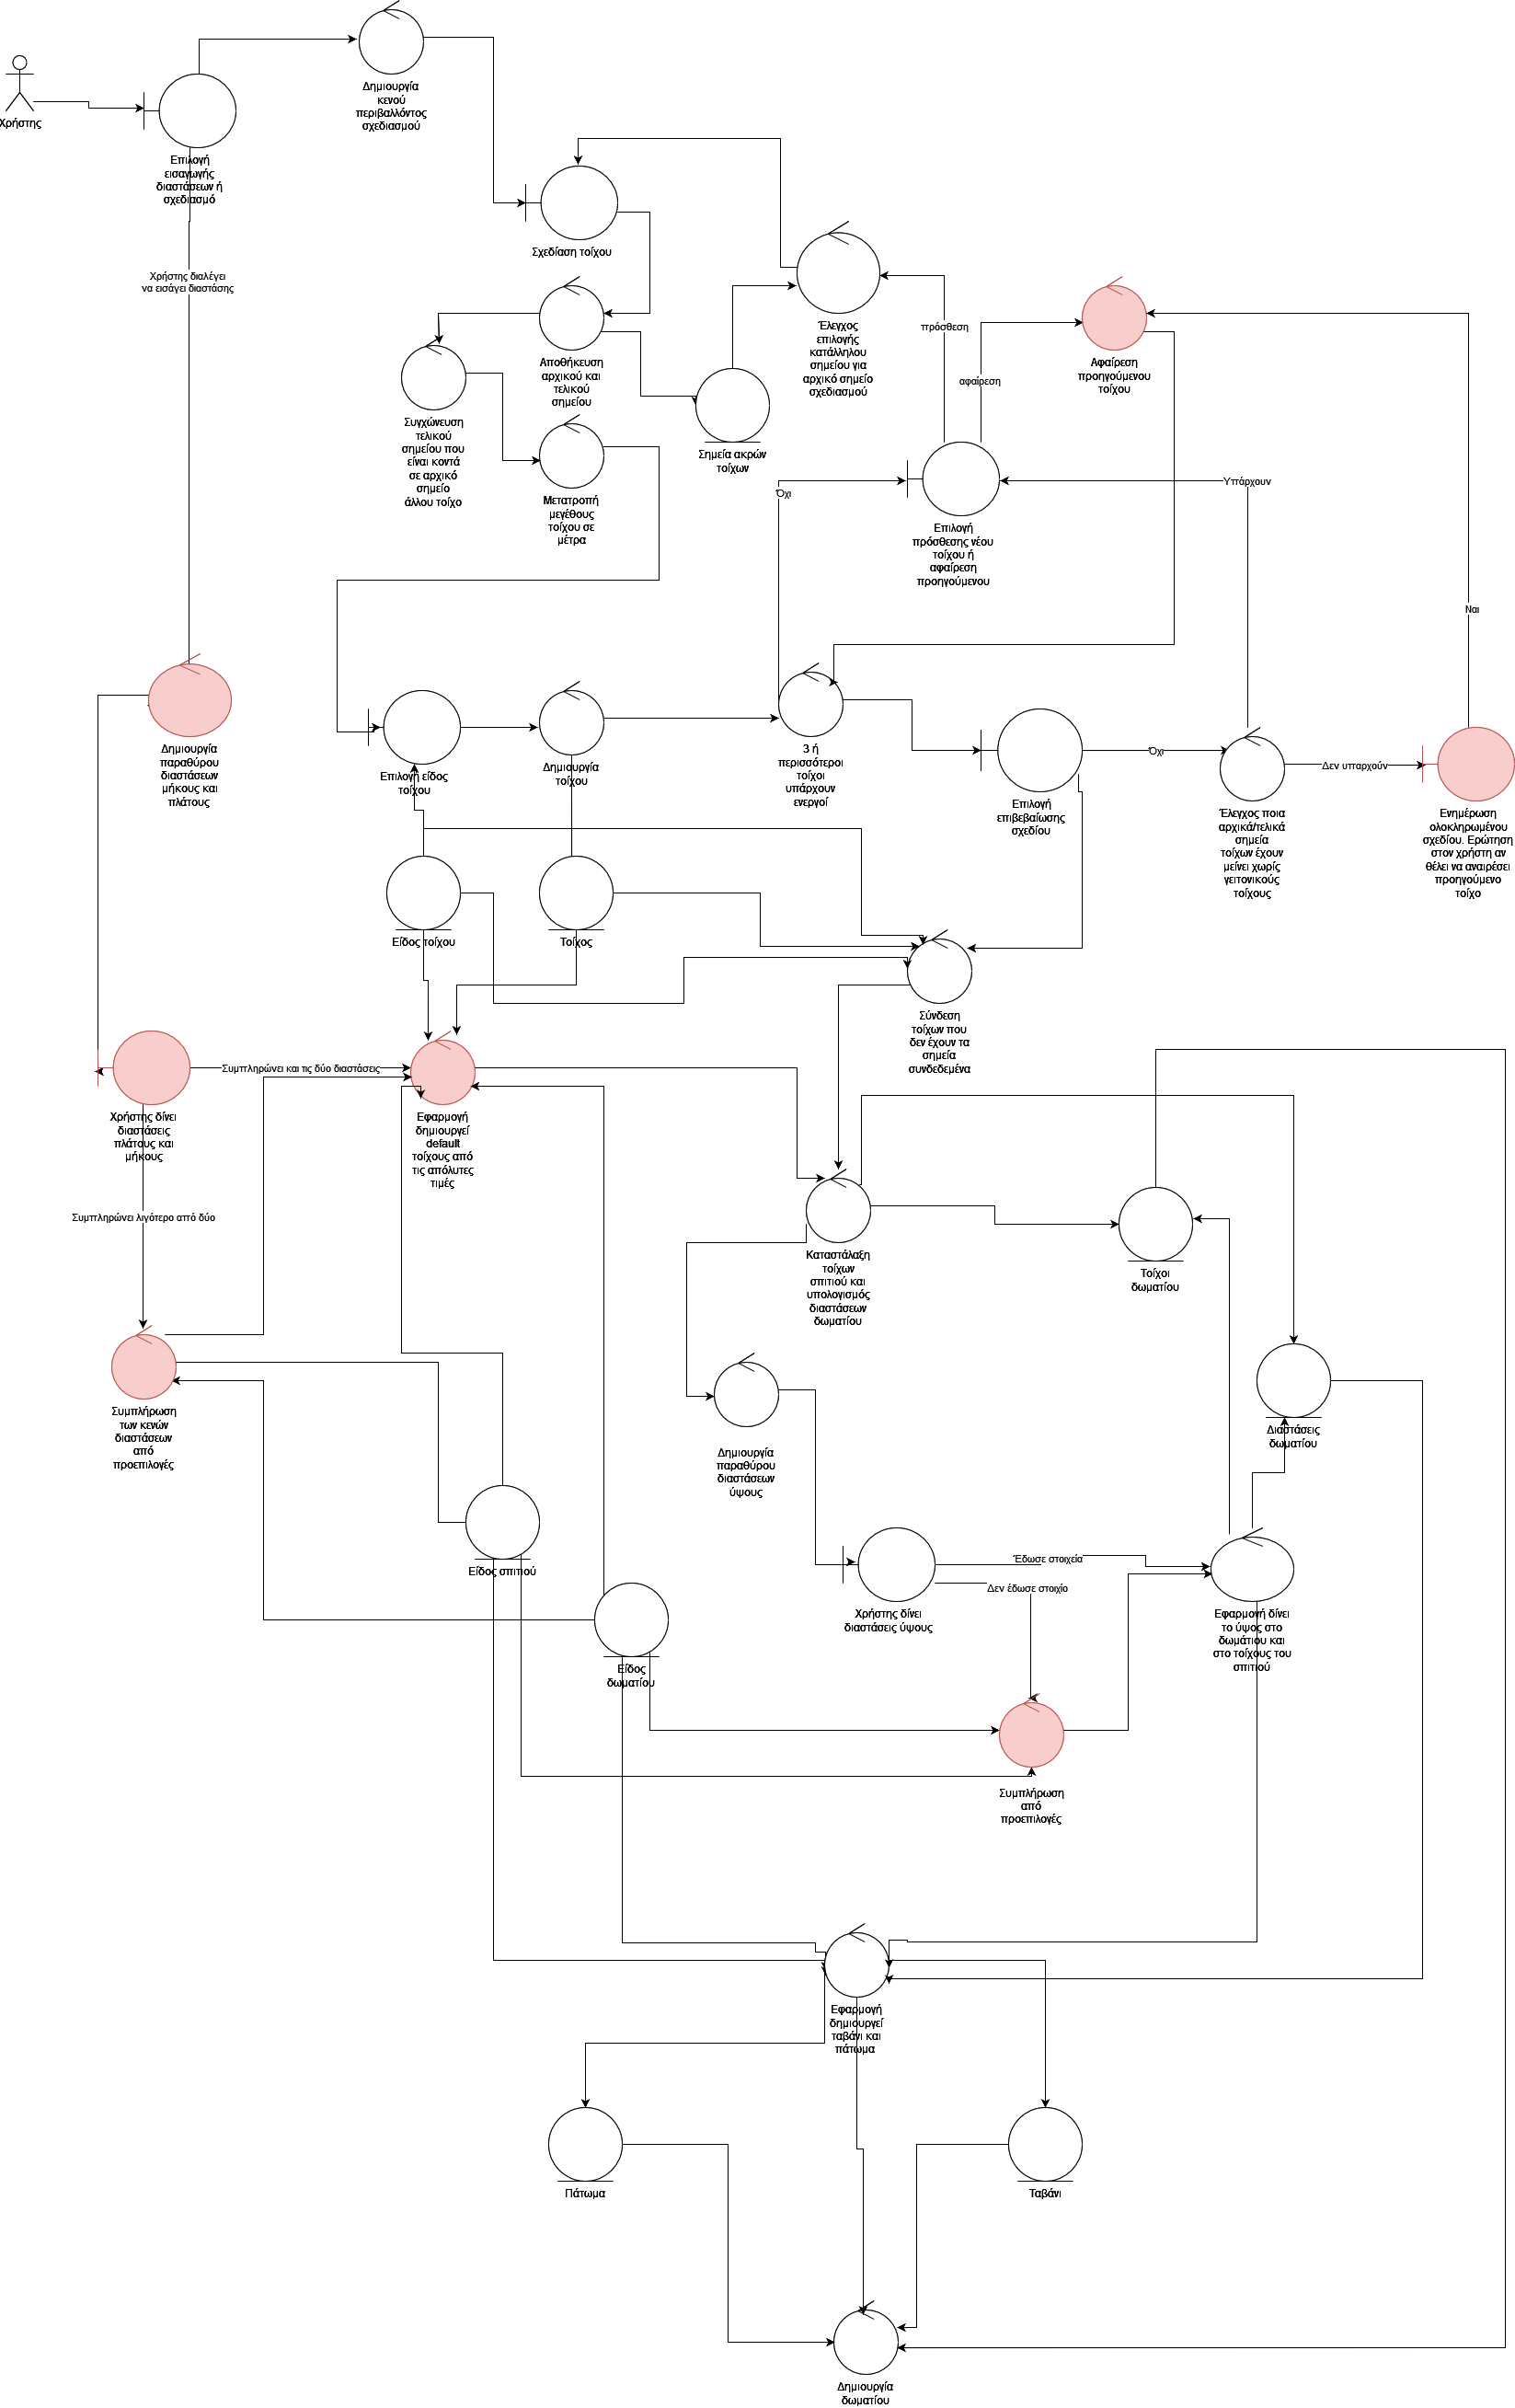 Δημιουργία
κενού
περιβαλλόντος
σχεδιασμού
Χρήστης
Επιλογή
εισαγωγής
διαστάσεων ή
σχεδιασμό
Σχεδίαση τοίχου
Χρήστης διαλέγει
να εισάγει διαστάσης
Έλεγχος
επιλογής
κατάλληλου
σημείου για
αρχικό σημείο
σχεδιασμού
πρόσθεση
αφαίρεση
Αφαίρεση
προηγούμενου
τοίχου
Αποθήκευση
αρχικού και
τελικού
σημείου
Συγχώνευση
τελικού
σημείου που
είναι κοντά
σε αρχικό
σημείο
άλλου τοίχο
Σημεία ακρών
τοίχων
Μετατροπή
μεγέθους
τοίχου σε
μέτρα
Όχι
Επιλογή
πρόσθεσης νέου
τοίχου ή
αφαίρεση
προηγούμενου
Υπάρχουν
Ναι
Δημιουργία
παραθύρου
διαστάσεων
μήκους και
πλάτους
Επιλογή είδος
τοίχου
Δημιουργία
τοίχου
3 ή
περισσότεροι
τοίχοι
υπάρχουν
ενεργοί
Επιλογή
επιβεβαίωσης
σχεδίου
Όχι
Έλεγχος ποια
αρχικά/τελικά
σημεία
τοίχων έχουν
μείνει χωρίς
γειτονικούς
τοίχους
Δεν υπαρχούν
Ενημέρωση
ολοκληρωμένου
σχεδίου. Ερώτηση
στον χρήστη αν
θέλει να αναιρέσει
προηγούμενο
τοίχο
Είδος τοίχου
Τοίχος
Σύνδεση
τοίχων που
δεν έχουν τα
σημεία
συνδεδεμένα
Χρήστης δίνει
διαστάσεις
πλάτους και
μήκους
Συμπληρώνει και τις δύο διαστάσεις
Εφαρμογή
δημιουργεί
default
τοίχους από
τις απόλυτες
τιμές
Συμπληρώνει λιγότερο από δύο
Καταστάλαξη
τοίχων
σπιτιού και
υπολογισμός
διαστάσεων
δωματίου
Τοίχοι
δωματίου
Συμπλήρωση
των κενών
διαστάσεων
από
προεπιλογές
Δημιουργία
παραθύρου
διαστάσεων
ύψους
Διαστάσεις
δωματίου
Είδος σπιτιού
Έδωσε στοιχεία
Δεν έδωσε στοιχίο
Χρήστης δίνει
διαστάσεις ύψους
Εφαρμογή δίνει
το ύψος στο
δωμάτιου και
στο τοίχους του
σπιτιού
Είδος
δωματίου
Συμπλήρωση
από
προεπιλογές
Εφαρμογή
δημιουργεί
ταβάνι και
πάτωμα
Πάτωμα
Ταβάνι
Δημιουργία
δωματίου